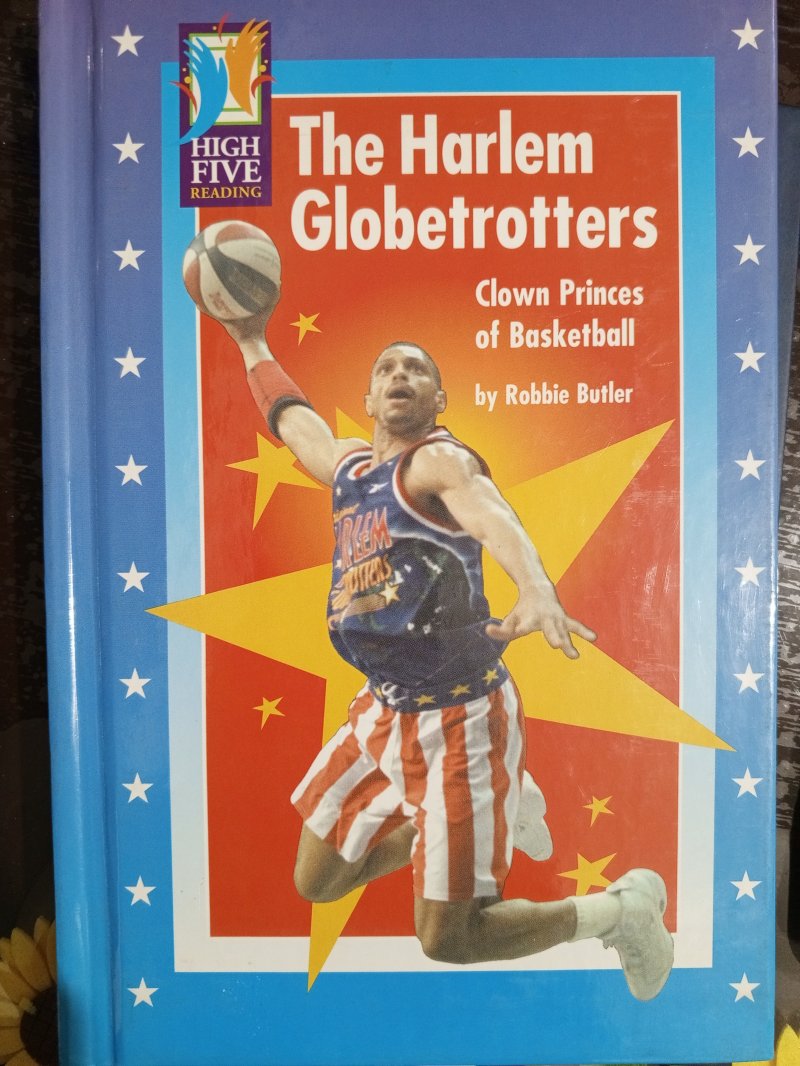 HIGH
FIVE
READING
The Harlem
Globetrotters
Clown Princes
of Basketball
by Robbie Butler